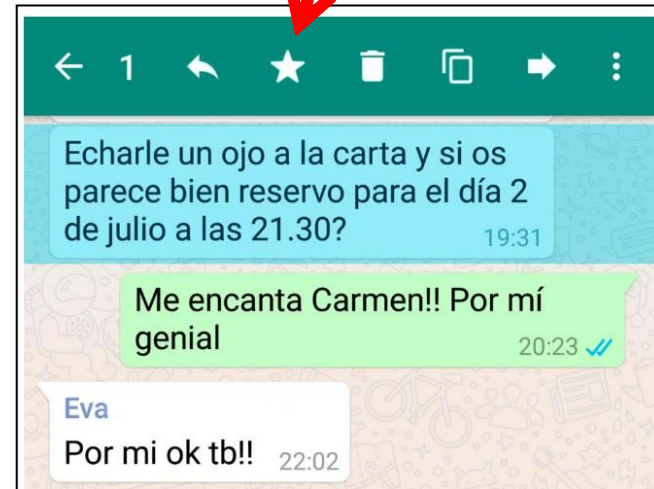 1
Echarle un ojo a la carta y si os
parece bien reservo para el día 2
de julio a las 21.30?
19:31
Me encanta Carmen!! Por mí
genial
20:23
Eva
Por mi ok tb!! 22:02